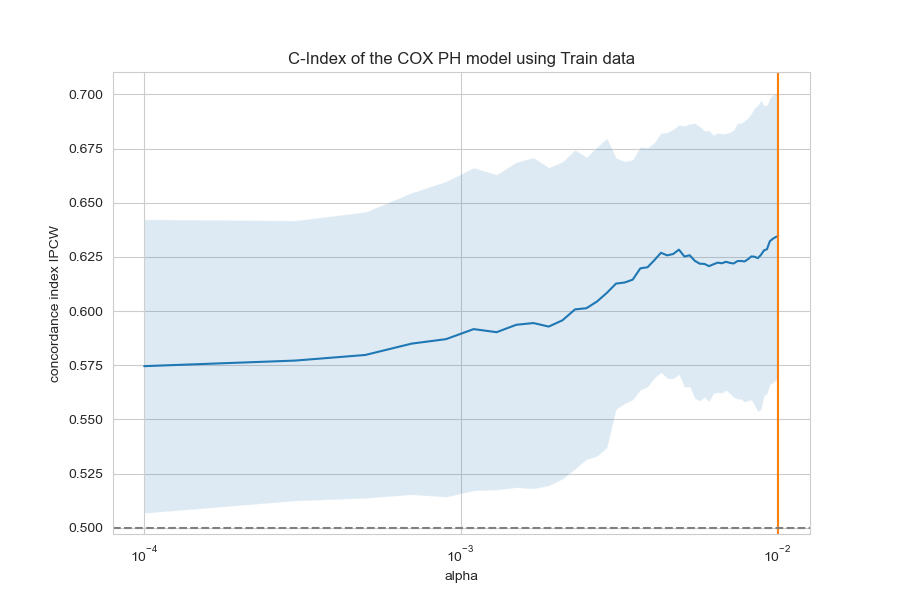 C-Index of the COX PH model using Train data
concordance index IPCW
0.700
0.675
0.650
0.625
0.600
0.575
0.550
0.525
0.500
10⁻⁴ 10⁻³ 10⁻²
alpha